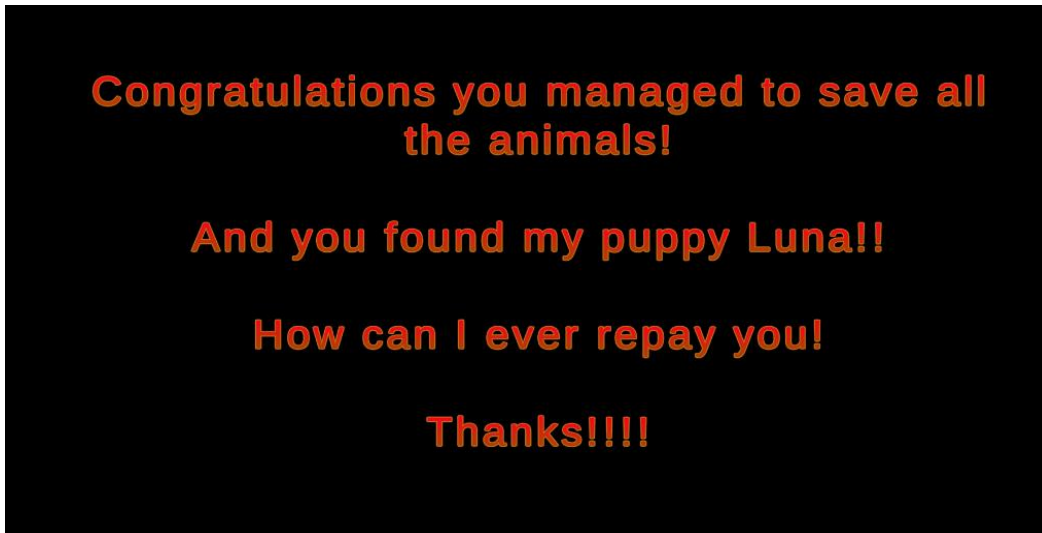 Congratulations you managed to save all
the animals!
And you found my puppy Luna!!
How can I ever repay you!
Thanks!!!!